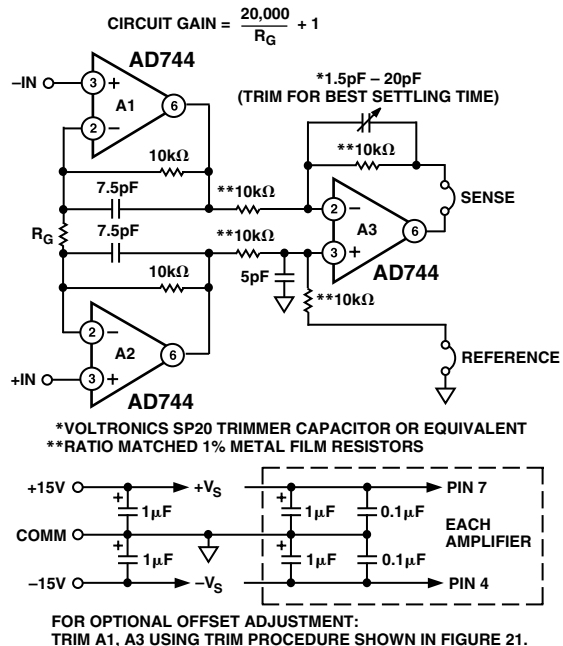 CIRCUIT GAIN = 20,000 / RG + 1
AD744
–IN
3
+
A1
6
2
–
10kΩ
7.5pF
7.5pF
RG
10kΩ
2
–
A2
6
+IN
3
+
AD744
*1.5pF – 20pF
(TRIM FOR BEST SETTLING TIME)
**10kΩ
**10kΩ
2
–
A3
6
3
+
SENSE
**10kΩ
AD744
5pF
**10kΩ
REFERENCE
*VOLTRONICS SP20 TRIMMER CAPACITOR OR EQUIVALENT
**RATIO MATCHED 1% METAL FILM RESISTORS
+15V
+VS
PIN 7
+
1µF
+
1µF
0.1µF
EACH
AMPLIFIER
COMM
+
1µF
+
1µF
0.1µF
–15V
–VS
PIN 4
FOR OPTIONAL OFFSET ADJUSTMENT:
TRIM A1, A3 USING TRIM PROCEDURE SHOWN IN FIGURE 21.